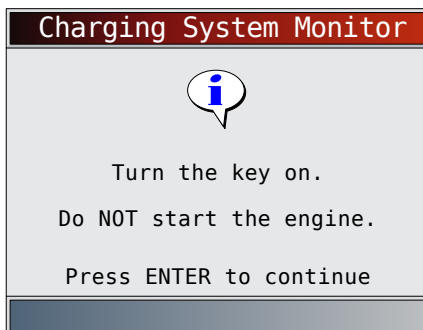 Charging System Monitor
i
Turn the key on.
Do NOT start the engine.
Press ENTER to continue